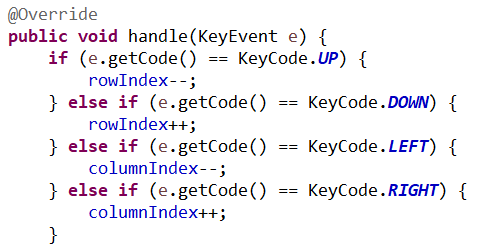 @Override
public void handle(KeyEvent e) {
    if (e.getCode() == KeyCode.UP) {
        rowIndex--;
    } else if (e.getCode() == KeyCode.DOWN) {
        rowIndex++;
    } else if (e.getCode() == KeyCode.LEFT) {
        columnIndex--;
    } else if (e.getCode() == KeyCode.RIGHT) {
        columnIndex++;
    }